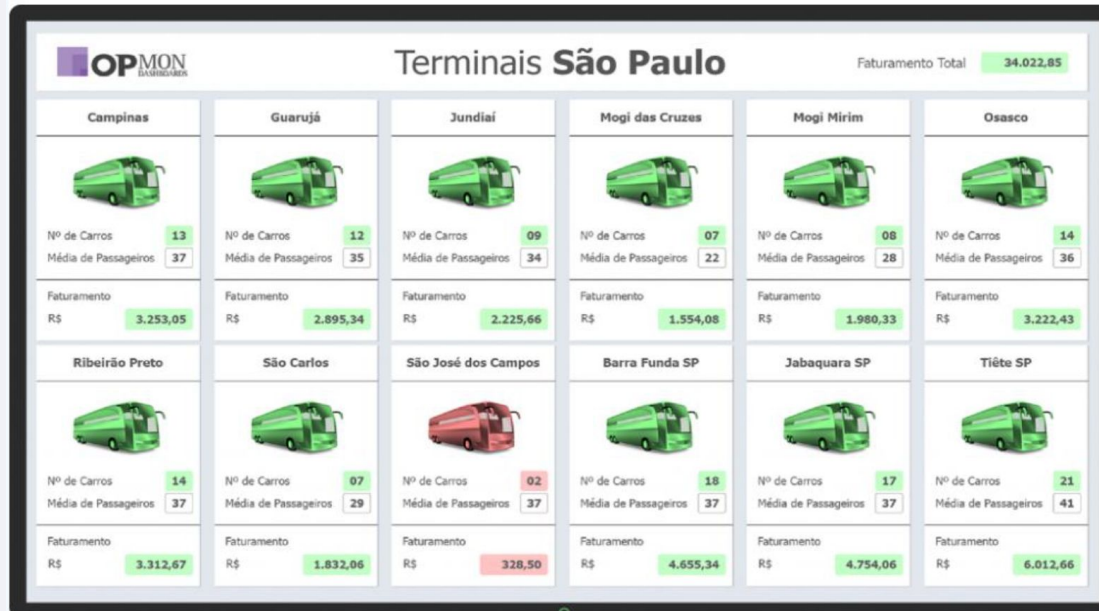 OPMON
DASHBOARDS
Terminais São Paulo
Faturamento Total 34.022,85
Campinas
Nº de Carros 13
Média de Passageiros 37
Faturamento
R$ 3.253,05
Guarujá
Nº de Carros 12
Média de Passageiros 35
Faturamento
R$ 2.895,34
Jundiaí
Nº de Carros 09
Média de Passageiros 34
Faturamento
R$ 2.225,66
Mogi das Cruzes
Nº de Carros 07
Média de Passageiros 22
Faturamento
R$ 1.554,08
Mogi Mirim
Nº de Carros 08
Média de Passageiros 28
Faturamento
R$ 1.980,33
Osasco
Nº de Carros 14
Média de Passageiros 36
Faturamento
R$ 3.222,43
Ribeirão Preto
Nº de Carros 14
Média de Passageiros 37
Faturamento
R$ 3.312,67
São Carlos
Nº de Carros 07
Média de Passageiros 29
Faturamento
R$ 1.832,06
São José dos Campos
Nº de Carros 02
Média de Passageiros 37
Faturamento
R$ 328,50
Barra Funda SP
Nº de Carros 18
Média de Passageiros 37
Faturamento
R$ 4.655,34
Jabaquara SP
Nº de Carros 17
Média de Passageiros 37
Faturamento
R$ 4.754,06
Tiête SP
Nº de Carros 21
Média de Passageiros 41
Faturamento
R$ 6.012,66